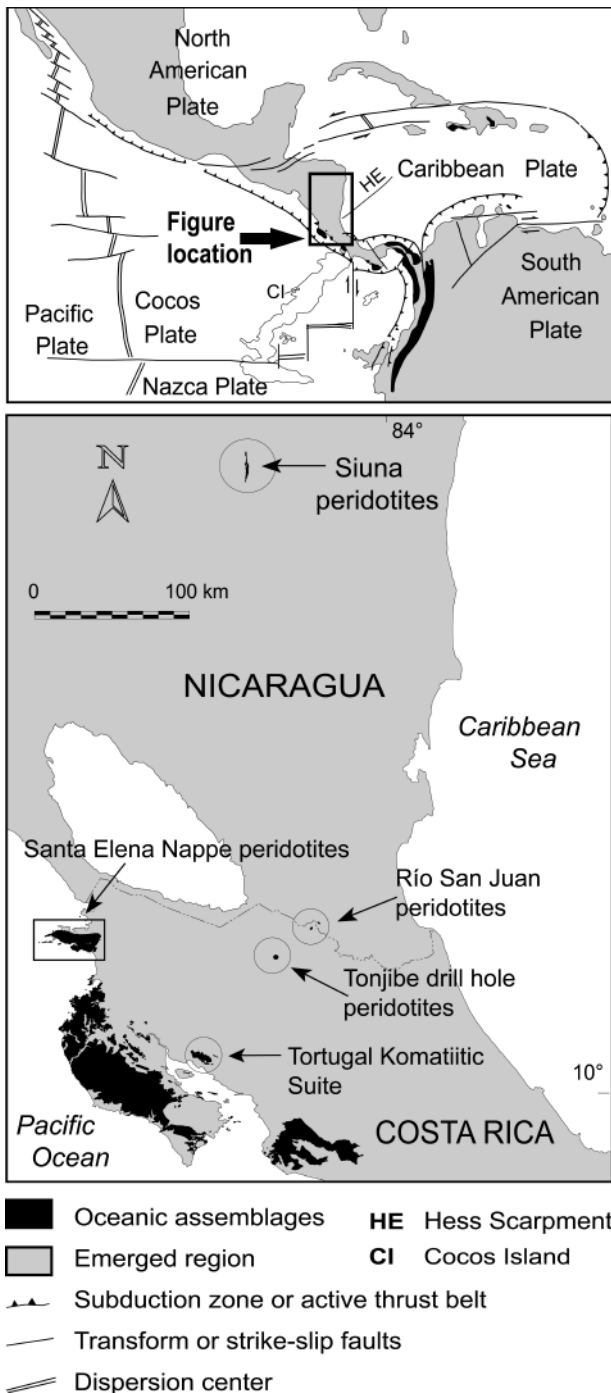 North
American
Plate
Caribbean Plate
HE
Figure
location
South
American
Plate
CI
Cocos
Plate
Pacific
Plate
Nazca Plate
84°
N
Siuna
peridotites
0 100 km
NICARAGUA
Caribbean
Sea
Santa Elena Nappe peridotites
Río San Juan
peridotites
Tonjibe drill hole
peridotites
Tortugal Komatiitic
Suite
10°
Pacific
Ocean
COSTA RICA
Oceanic assemblages
HE Hess Scarpment
Emerged region
CI Cocos Island
Subduction zone or active thrust belt
Transform or strike-slip faults
Dispersion center